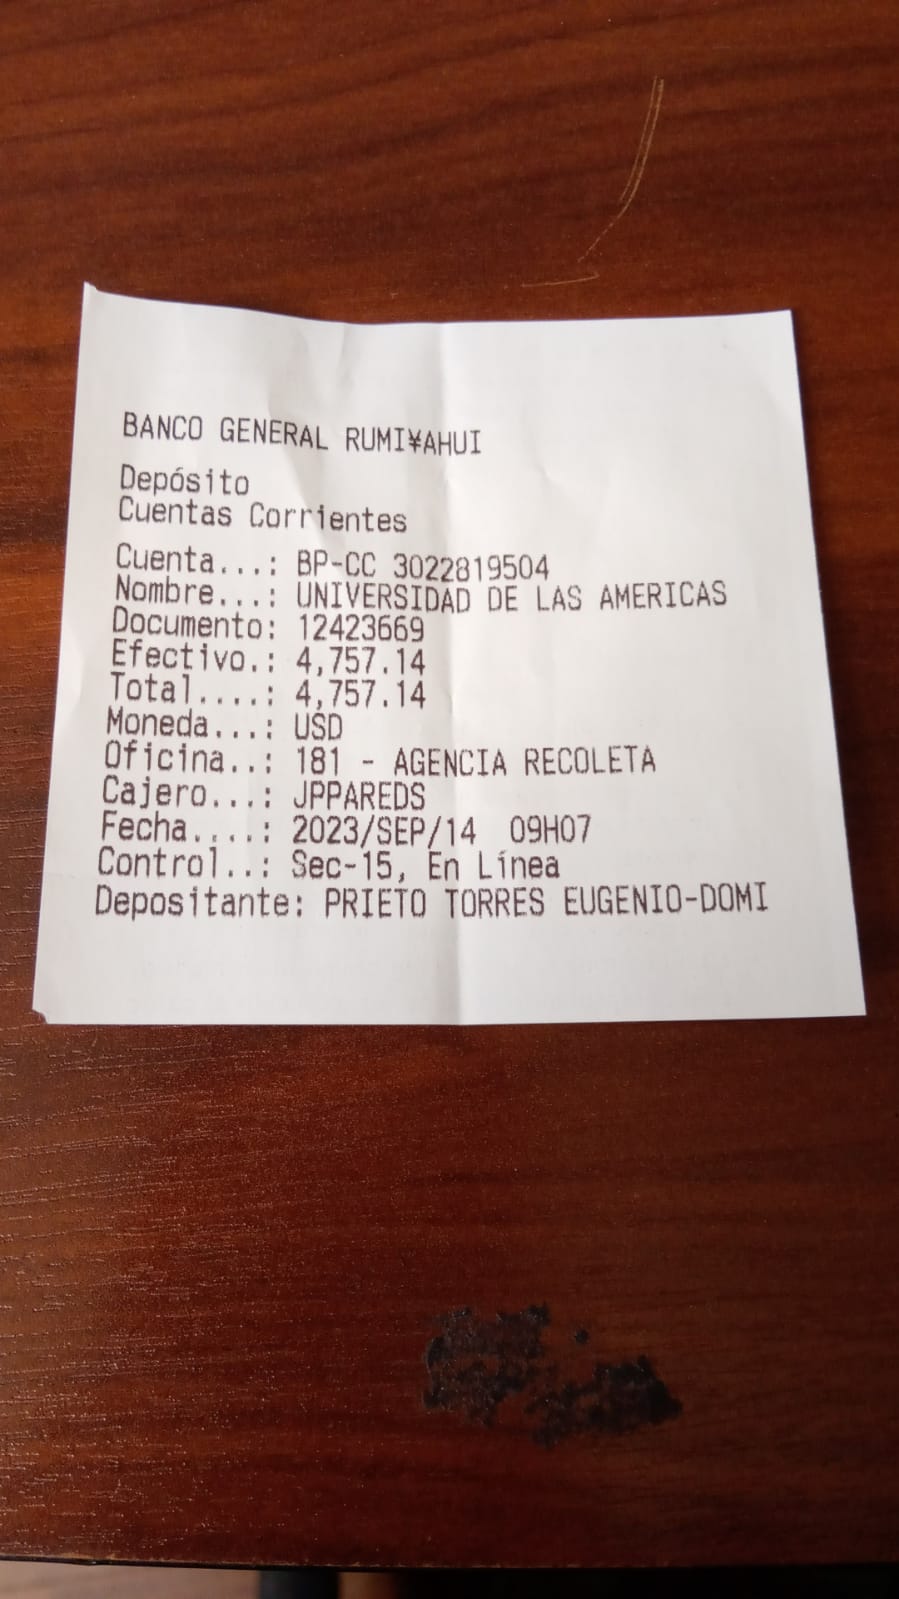 BANCO GENERAL RUMI¥AHUI
Depósito
Cuentas Corrientes
Cuenta...: BP-CC 3022819504
Nombre...: UNIVERSIDAD DE LAS AMERICAS
Documento: 12423669
Efectivo.: 4,757.14
Total....: 4,757.14
Moneda...: USD
Oficina..: 181 - AGENCIA RECOLETA
Cajero...: JPPAREDS
Fecha....: 2023/SEP/14  09H07
Control..: Sec-15, En Línea
Depositante: PRIETO TORRES EUGENIO-DOMI